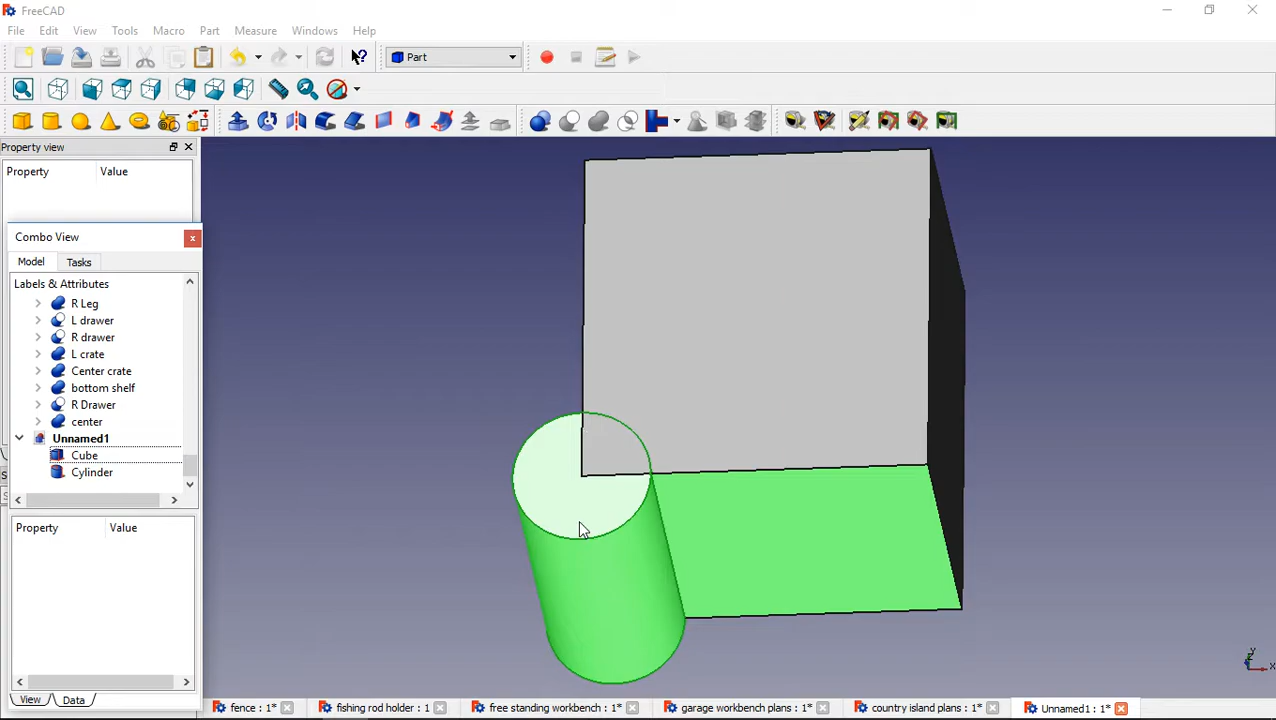 FreeCAD
File Edit View Tools Macro Part Measure Windows Help
Part
Property view
Property Value
Combo View
Model Tasks
Labels & Attributes
R Leg
L drawer
R drawer
L crate
Center crate
bottom shelf
R Drawer
center
Unnamed1
Cube
Cylinder
Property Value
View Data
fence : 1* fishing rod holder : 1 free standing workbench : 1* garage workbench plans : 1* country island plans : 1* Unnamed1 : 1*
y
x